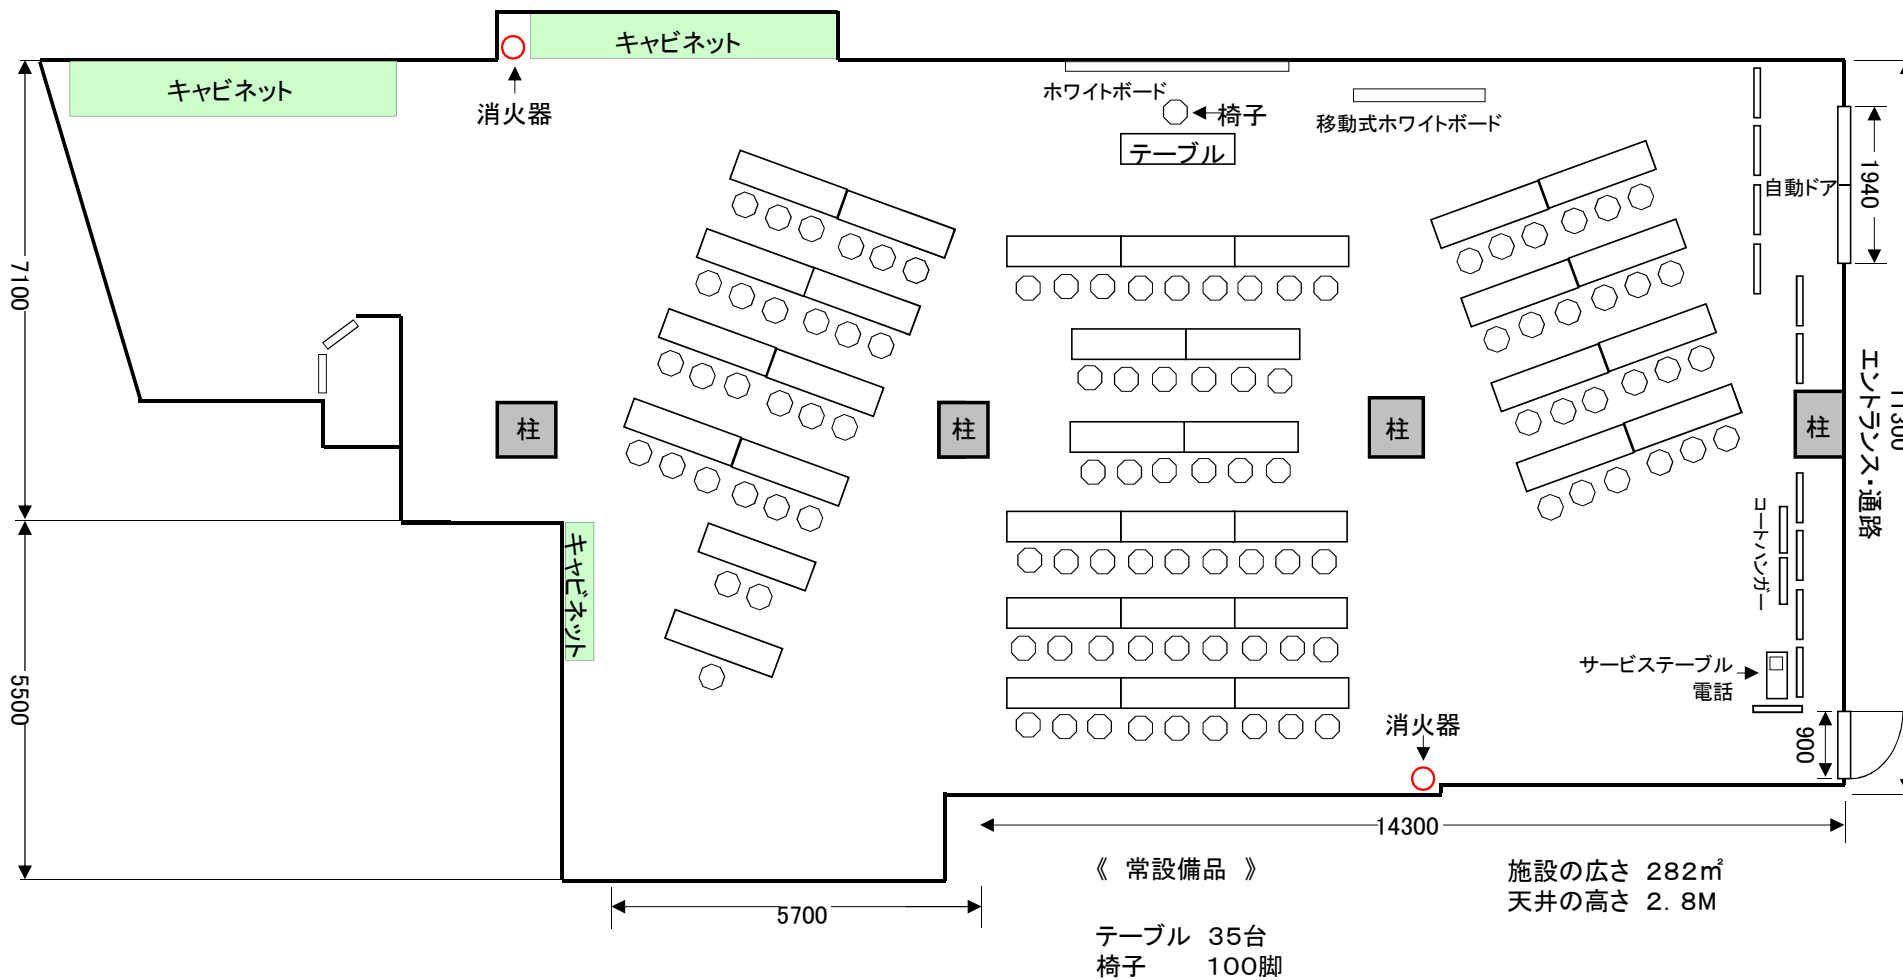 キャビネット
キャビネット
消火器
ホワイトボード
椅子
移動式ホワイトボード
テーブル
自動ドア
1940
7100
11300
エントランス・通路
柱
柱
柱
柱
コートハンガー
キャビネット
サービステーブル
電話
5500
消火器
900
14300
《 常設備品 》
施設の広さ 282㎡
天井の高さ 2.8M
5700
テーブル 35台
椅子 100脚